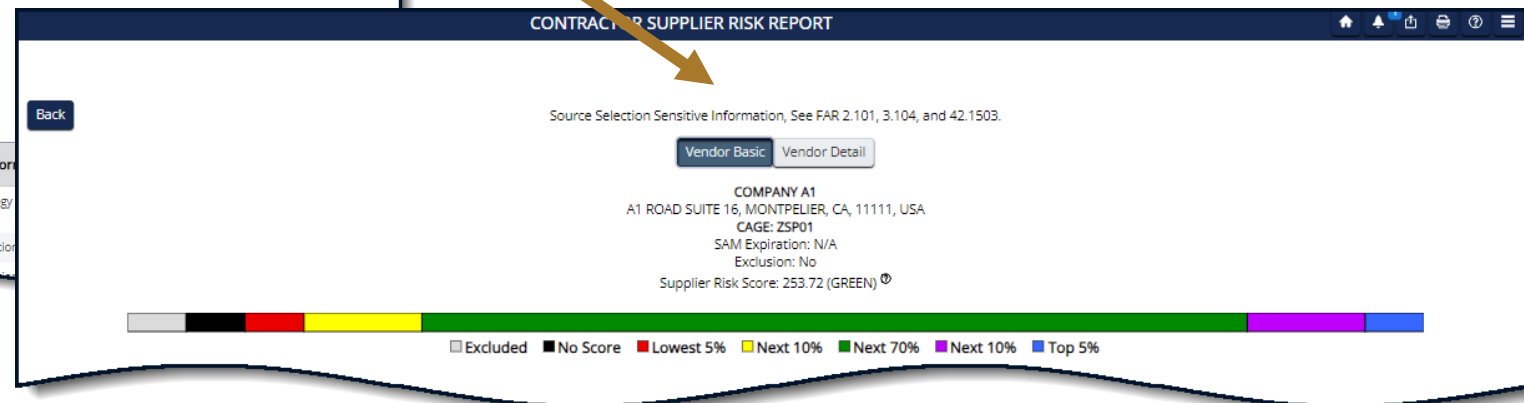 CONTRACTOR SUPPLIER RISK REPORT
Back
Source Selection Sensitive Information, See FAR 2.101, 3.104, and 42.1503.
Vendor Basic Vendor Detail
COMPANY A1
A1 ROAD SUITE 16, MONTPELIER, CA, 11111, USA
CAGE: ZSP01
SAM Expiration: N/A
Exclusion: No
Supplier Risk Score: 253.72 (GREEN)
Excluded No Score Lowest 5% Next 10% Next 70% Next 10% Top 5%